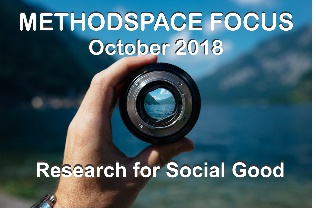 METHODSPACE FOCUS
October 2018
Research for Social Good